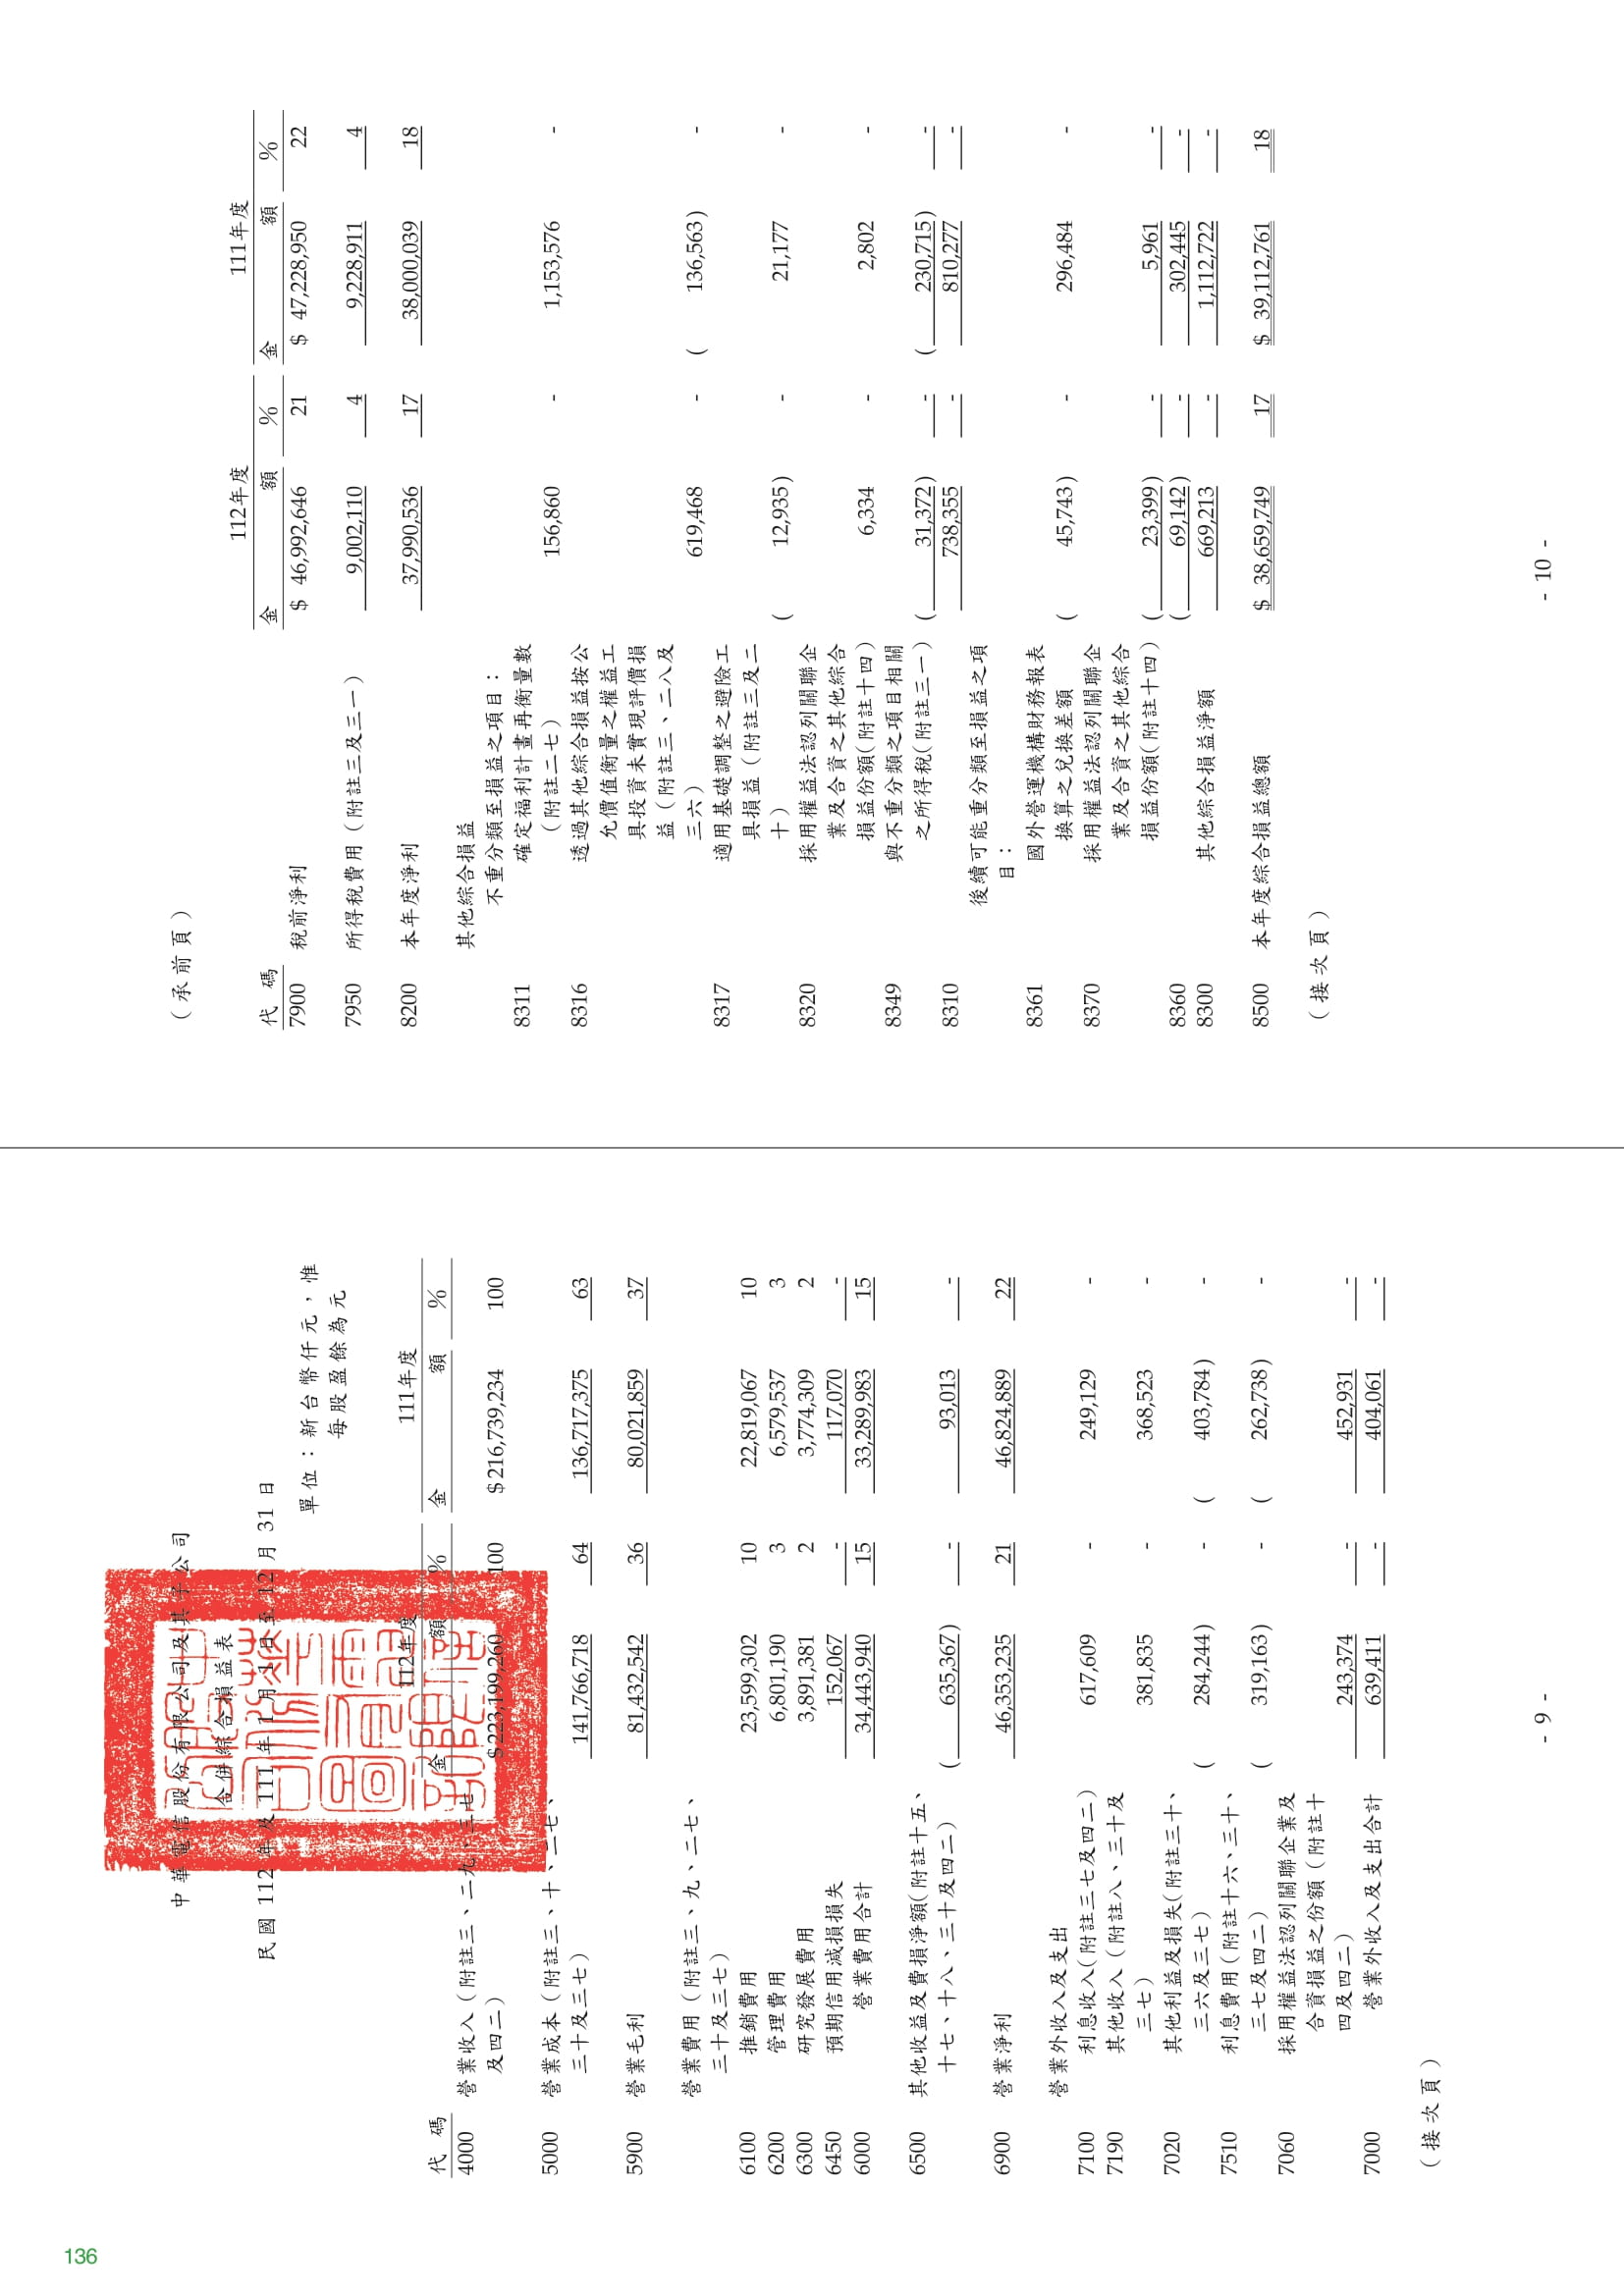 中華電信股份有限公司及其子公司
合併綜合損益表
民國 112 年及 111 年 1 月 1 日至 12 月 31 日
單位：新台幣仟元，惟
每股盈餘為元
112年度 111年度
代 碼 金 額 % 金 額 %
4000 營業收入（附註三、二九、三七
及四二） $ 223,199,260 100 $ 216,739,234 100
5000 營業成本（附註三、十、二七、
三十及三七） 141,766,718 64 136,717,375 63
5900 營業毛利 81,432,542 36 80,021,859 37
營業費用（附註三、九、二七、
三十及三七）
6100 推銷費用 23,599,302 10 22,819,067 10
6200 管理費用 6,801,190 3 6,579,537 3
6300 研究發展費用 3,891,381 2 3,774,309 2
6450 預期信用減損損失 152,067 - 117,070 -
6000 營業費用合計 34,443,940 15 33,289,983 15
6500 其他收益及費損淨額（附註十五、
十七、十八、三十及四二） ( 635,367) - 93,013 -
6900 營業淨利 46,353,235 21 46,824,889 22
營業外收入及支出
7100 利息收入（附註三七及四二） 617,609 - 249,129 -
7190 其他收入（附註八、三十及
三七） 381,835 - 368,523 -
7020 其他利益及損失（附註三十、
三六及三七） ( 284,244) - ( 403,784) -
7510 利息費用（附註十六、三十、
三七及四二） ( 319,163) - ( 262,738) -
7060 採用權益法認列關聯企業及
合資損益之份額（附註十
四及四二） 243,374 - 452,931 -
7000 營業外收入及支出合計 639,411 - 404,061 -
（接次頁）
- 9 -
（承前頁）
112年度 111年度
代 碼 金 額 % 金 額 %
7900 稅前淨利 $ 46,992,646 21 $ 47,228,950 22
7950 所得稅費用（附註三及三一） 9,002,110 4 9,228,911 4
8200 本年度淨利 37,990,536 17 38,000,039 18
其他綜合損益
不重分類至損益之項目：
8311 確定福利計畫再衡量數
（附註二七） 156,860 - 1,153,576 -
8316 透過其他綜合損益按公
允價值衡量之權益工
具投資未實現評價損
益（附註三、二八及
三六） 619,468 - ( 136,563) -
8317 適用基礎調整之避險工
具損益（附註三及二
十） ( 12,935) - 21,177 -
8320 採用權益法認列關聯企
業及合資之其他綜合
損益份額（附註十四） 6,334 - 2,802 -
8349 與不重分類之項目相關
之所得稅（附註三一） ( 31,372) - ( 230,715) -
8310 738,355 - 810,277 -
後續可能重分類至損益之項
目：
8361 國外營運機構財務報表
換算之兌換差額 ( 45,743) - 296,484 -
8370 採用權益法認列關聯企
業及合資之其他綜合
損益份額（附註十四） ( 23,399) - 5,961 -
8360 ( 69,142) - 302,445 -
8300 其他綜合損益淨額 669,213 - 1,112,722 -
8500 本年度綜合損益總額 $ 38,659,749 17 $ 39,112,761 18
（接次頁）
- 10 -
136